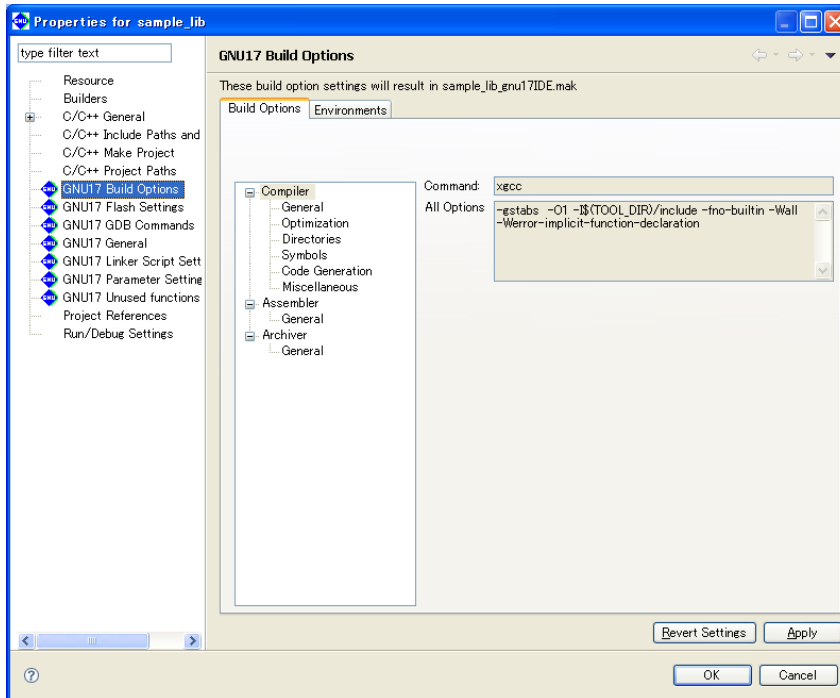 Properties for sample_lib
type filter text
Resource
Builders
C/C++ General
C/C++ Include Paths and
C/C++ Make Project
C/C++ Project Paths
GNU17 Build Options
GNU17 Flash Settings
GNU17 GDB Commands
GNU17 General
GNU17 Linker Script Sett
GNU17 Parameter Setting
GNU17 Unused functions
Project References
Run/Debug Settings
GNU17 Build Options
These build option settings will result in sample_lib_gnu17IDE.mak
Build Options
Environments
Compiler
General
Optimization
Directories
Symbols
Code Generation
Miscellaneous
Assembler
General
Archiver
General
Command: xgcc
All Options
-gstabs -O1 -I$(TOOL_DIR)/include -fno-builtin -Wall
-Werror-implicit-function-declaration
Revert Settings
Apply
OK
Cancel